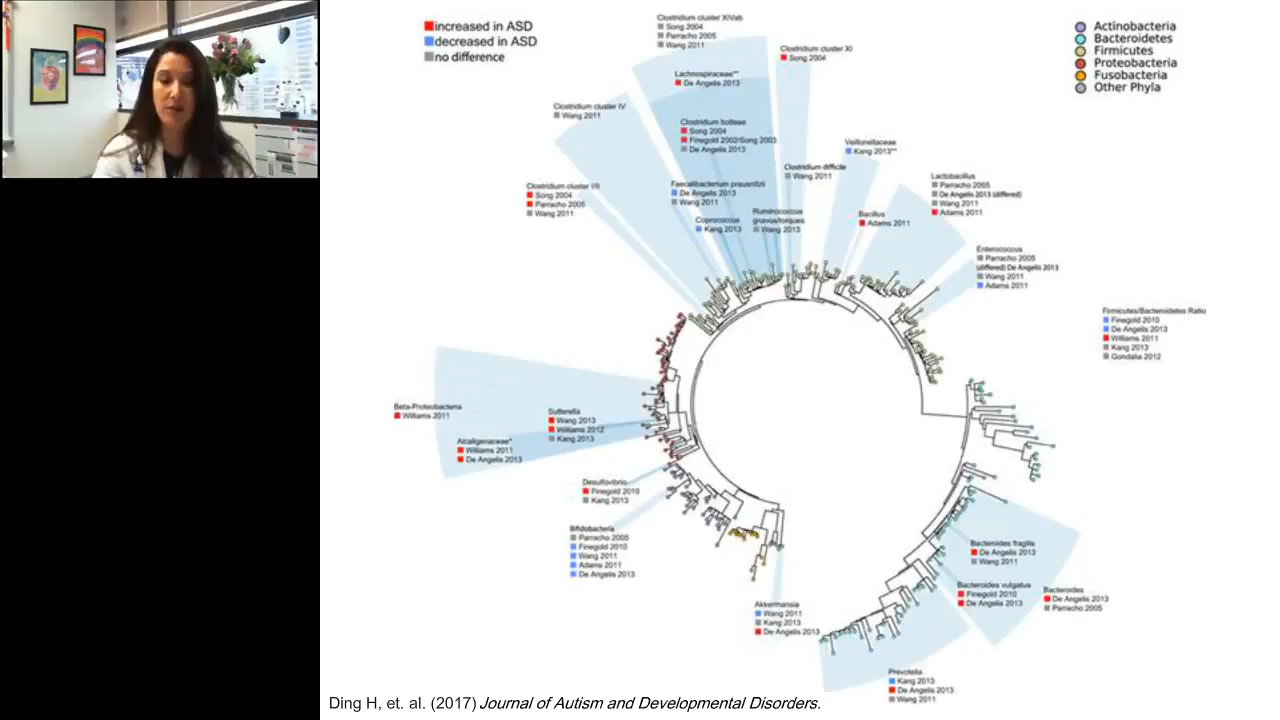 increased in ASD
decreased in ASD
no difference
Clostridium cluster XIVab
Song 2004
Parracho 2005
Wang 2011
Clostridium cluster XI
Song 2004
Actinobacteria
Bacteroidetes
Firmicutes
Proteobacteria
Fusobacteria
Other Phyla
Lachnospiraceae**
De Angelis 2013
Clostridium cluster IV
Wang 2011
Clostridium bolteae
Song 2004
Finegold 2002/Song 2003
De Angelis 2013
Veillonellaceae
Kang 2013**
Clostridium difficile
Wang 2011
Lactobacillus
Parracho 2005
De Angelis 2013 (differed)
Wang 2011
Adams 2011
Clostridium cluster I/II
Song 2004
Parracho 2005
Wang 2011
Faecalibacterium prausnitzii
De Angelis 2013
Wang 2011
Coprococcus
Kang 2013
Ruminococcus
gnavus/torques
Wang 2013
Bacillus
Adams 2011
Enterococcus
Parracho 2005
(differed) De Angelis 2013
Wang 2011
Adams 2011
Firmicutes/Bacteroidetes Ratio
Finegold 2010
De Angelis 2013
Williams 2011
Kang 2013
Gondalia 2012
Beta-Proteobacteria
Williams 2011
Sutterella
Wang 2013
Williams 2012
Kang 2013
Alcaligenaceae*
Williams 2011
De Angelis 2013
Desulfovibrio
Finegold 2010
Kang 2013
Bifidobacteria
Parracho 2005
Finegold 2010
Wang 2011
Adams 2011
De Angelis 2013
Bacteroides fragilis
De Angelis 2013
Wang 2011
Bacteroides vulgatus
Finegold 2010
De Angelis 2013
Bacteroides
De Angelis 2013
Parracho 2005
Akkermansia
Wang 2011
Kang 2013
De Angelis 2013
Prevotella
Kang 2013
De Angelis 2013
Wang 2011
Ding H, et. al. (2017) Journal of Autism and Developmental Disorders.